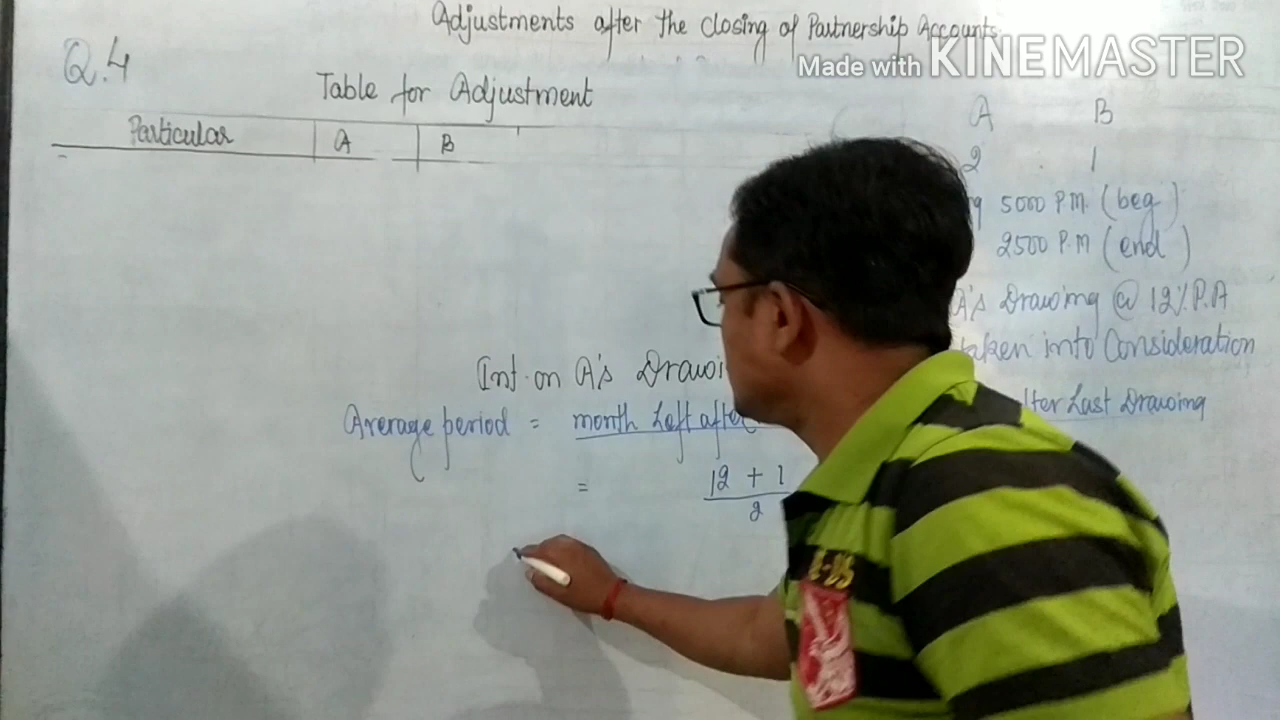 Adjustments after the closing of Partnership Accounts
Made with KINEMASTER
Q.4
Table for Adjustment
Particular A B
A B
2 1
5000 P.M. (beg)
2500 P.M (end)
A's Drawing @ 12% P.A
taken into Consideration
Int. on A's Drawi
Average period = month Left after
Last Drawing
= 12 + 1
2